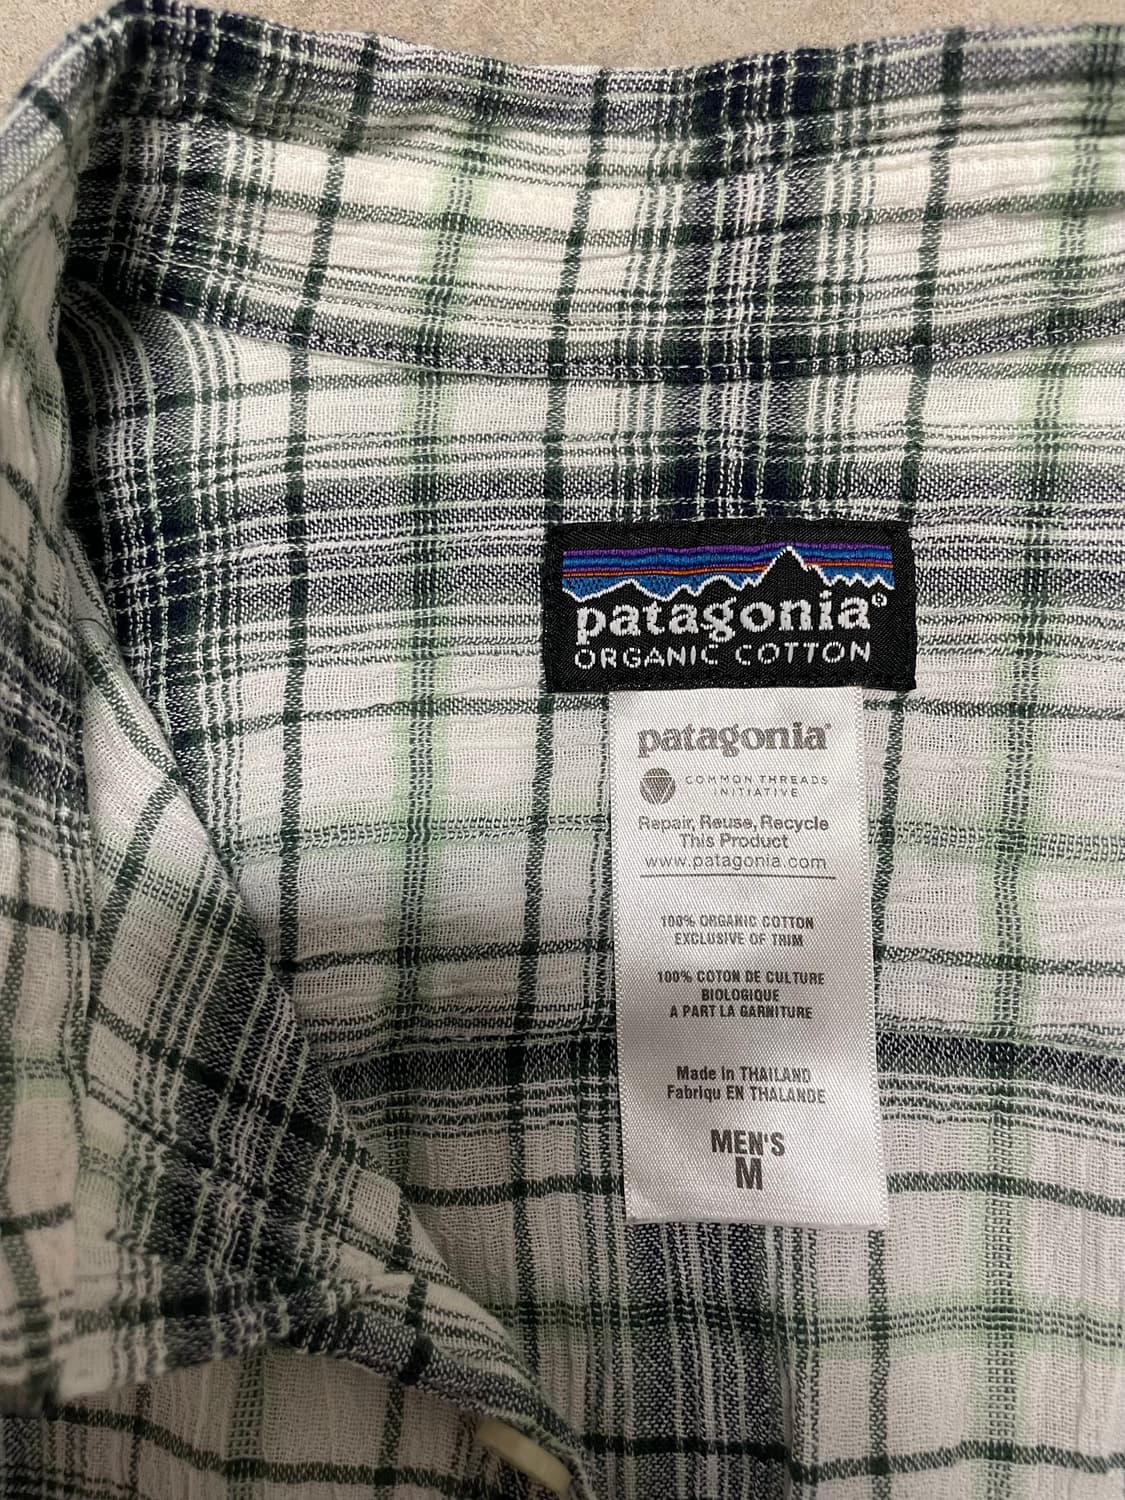 patagonia®
ORGANIC COTTON
patagonia®
COMMON THREADS
INITIATIVE
Repair, Reuse, Recycle
This Product
www.patagonia.com
100% ORGANIC COTTON
EXCLUSIVE OF TRIM
100% COTON DE CULTURE
BIOLOGIQUE
A PART LA GARNITURE
Made in THAILAND
Fabriqu EN THALANDE
MEN'S
M